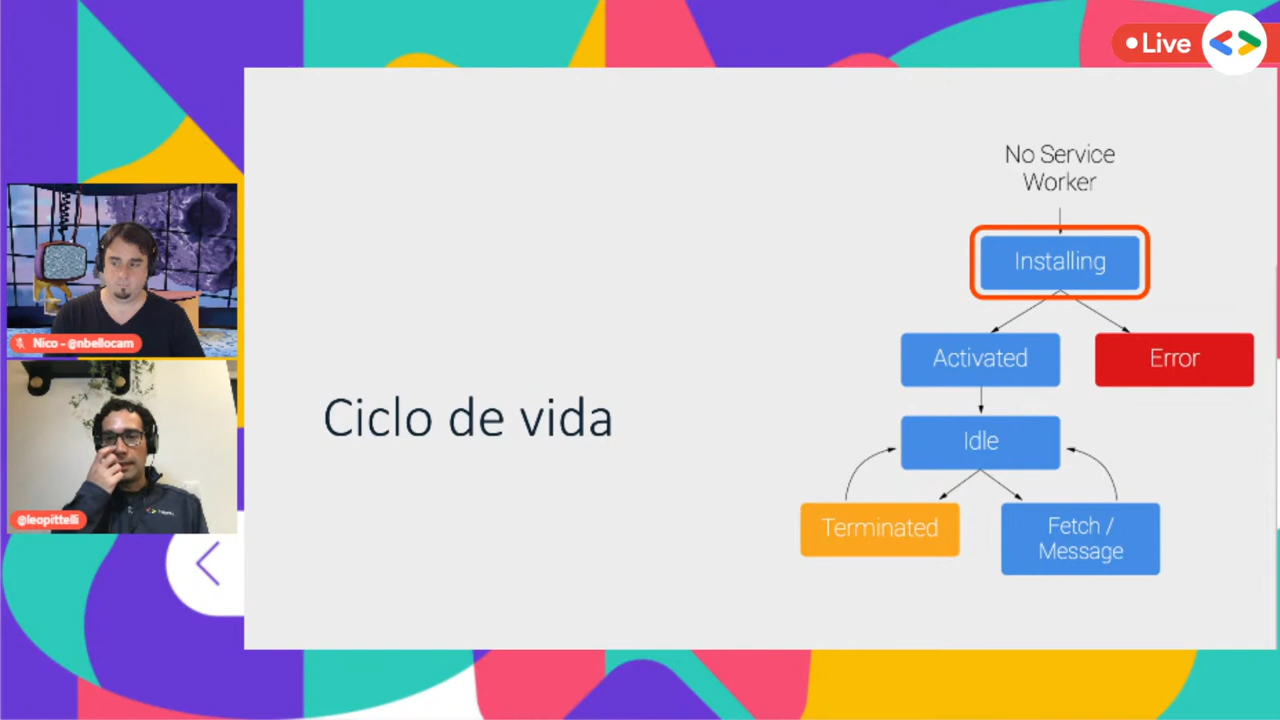 Live
No Service
Worker
Installing
Activated
Error
Idle
Ciclo de vida
Terminated
Fetch /
Message
Nico - @nbellocam
@leopittelli